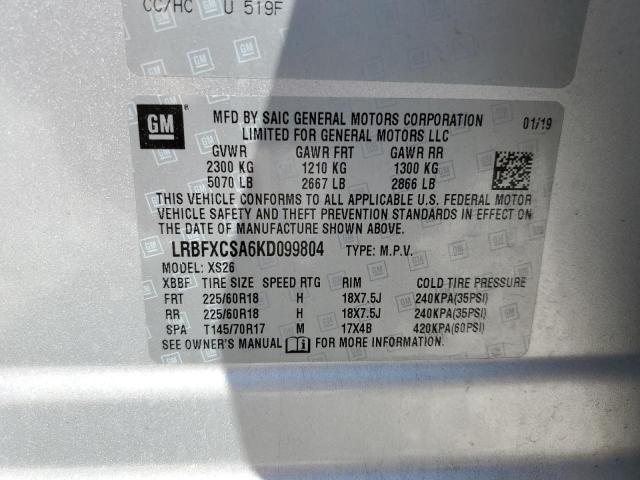 CC/HC U 519F
GM
MFD BY SAIC GENERAL MOTORS CORPORATION 01/19
LIMITED FOR GENERAL MOTORS LLC
GVWR GAWR FRT GAWR RR
2300 KG 1210 KG 1300 KG
5070 LB 2667 LB 2866 LB
THIS VEHICLE CONFORMS TO ALL APPLICABLE U.S. FEDERAL MOTOR
VEHICLE SAFETY AND THEFT PREVENTION STANDARDS IN EFFECT ON
THE DATE OF MANUFACTURE SHOWN ABOVE.
LRBFXCSA6KD099804 TYPE: M.P.V.
MODEL: XS26
XBBF TIRE SIZE SPEED RTG RIM COLD TIRE PRESSURE
FRT 225/60R18 H 18X7.5J 240KPA(35PSI)
RR 225/60R18 H 18X7.5J 240KPA(35PSI)
SPA T145/70R17 M 17X4B 420KPA(60PSI)
SEE OWNER'S MANUAL FOR MORE INFORMATION.